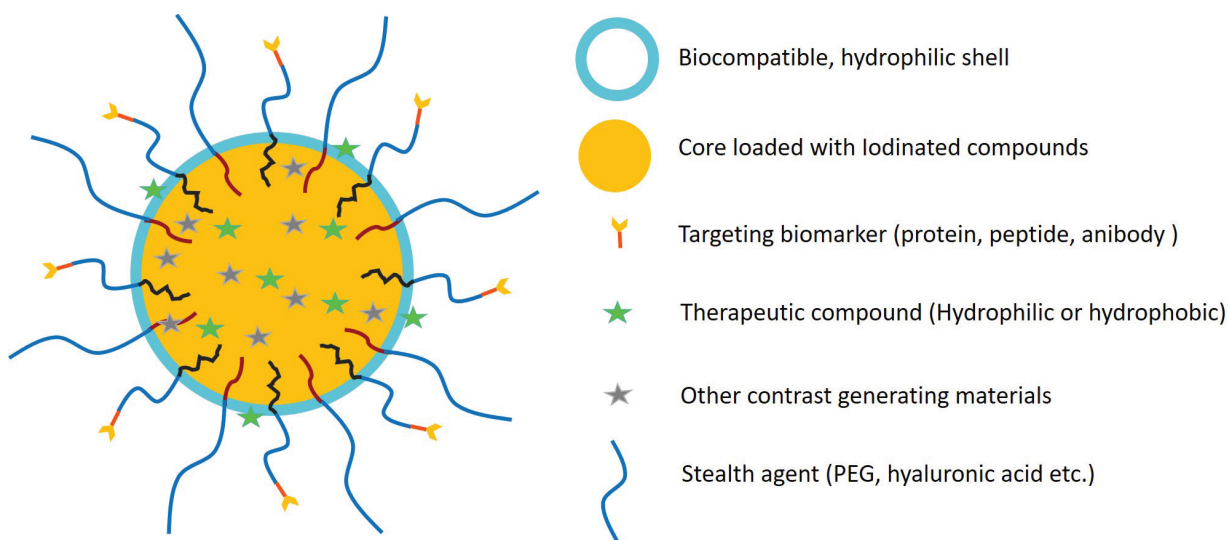 Biocompatible, hydrophilic shell
Core loaded with Iodinated compounds
Targeting biomarker (protein, peptide, anibody )
Therapeutic compound (Hydrophilic or hydrophobic)
Other contrast generating materials
Stealth agent (PEG, hyaluronic acid etc.)